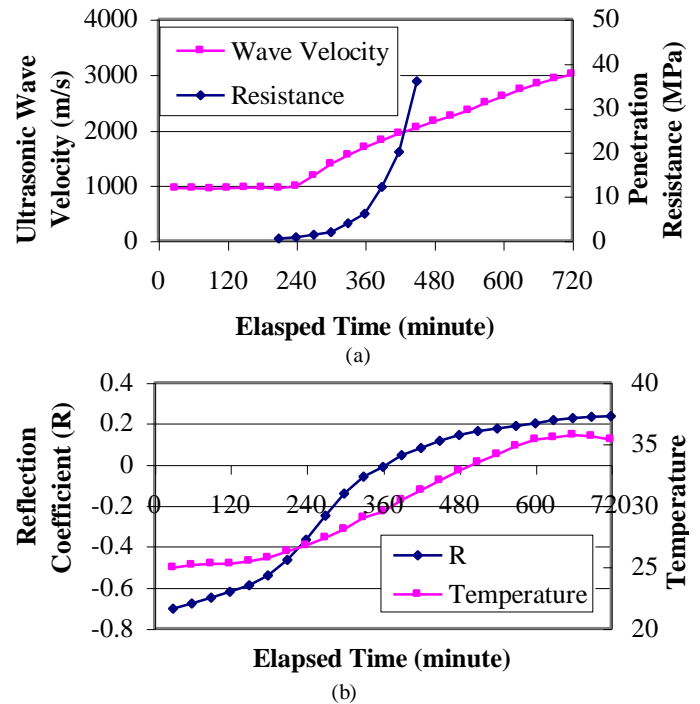 Ultrasonic Wave
Velocity (m/s)
4000
3000
2000
1000
0
Wave Velocity
Resistance
50
40
30
20
10
0
Penetration
Resistance (MPa)
0 120 240 360 480 600 720
Elasped Time (minute)
(a)
Reflection
Coefficient (R)
0.4
0.2
0
-0.2
-0.4
-0.6
-0.8
0 120 240 360 480 600 720
R
Temperature
40
35
30
25
20
Temperature
Elapsed Time (minute)
(b)